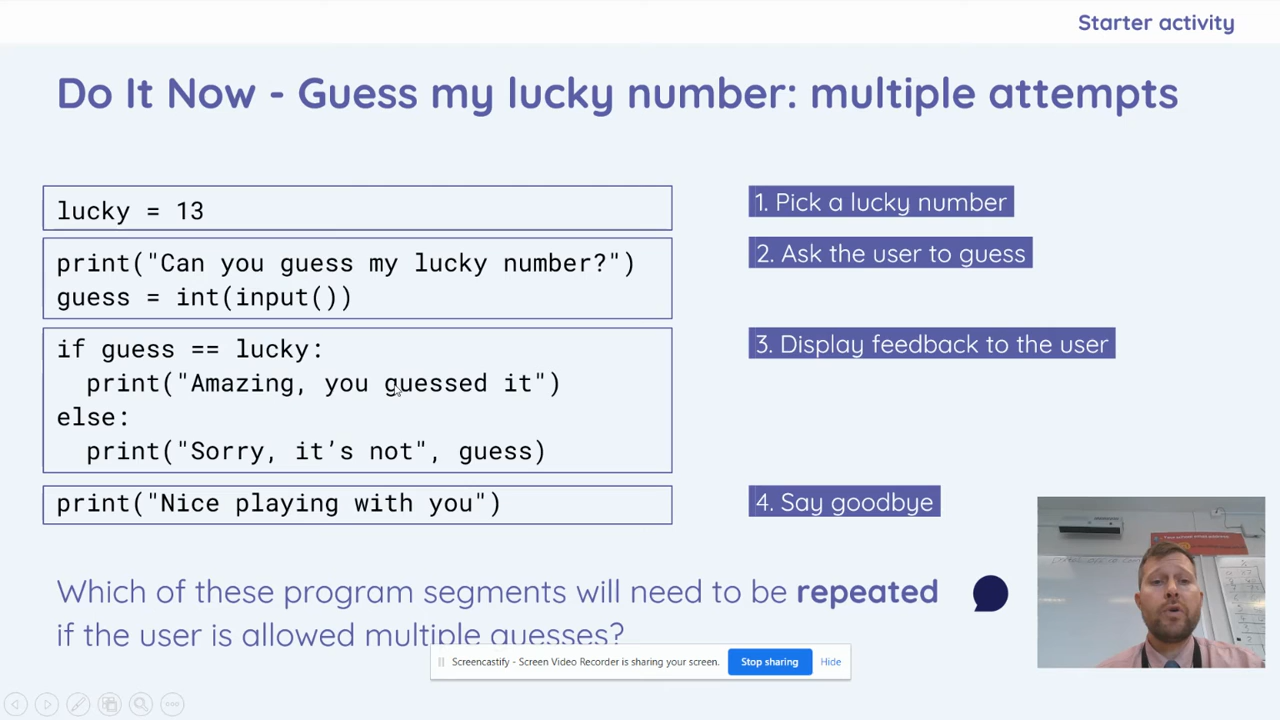 Starter activity
Do It Now - Guess my lucky number: multiple attempts
lucky = 13
1. Pick a lucky number
print("Can you guess my lucky number?")
guess = int(input())
2. Ask the user to guess
if guess == lucky:
  print("Amazing, you guessed it")
else:
  print("Sorry, it’s not", guess)
3. Display feedback to the user
print("Nice playing with you")
4. Say goodbye
Which of these program segments will need to be repeated
if the user is allowed multiple guesses?
Screencastify - Screen Video Recorder is sharing your screen.
Stop sharing
Hide